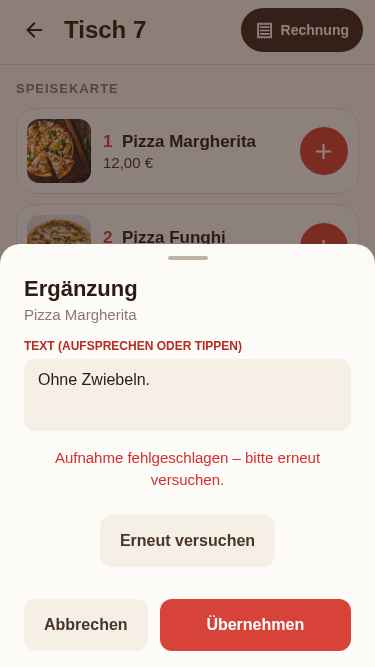 Tisch 7
Rechnung
SPEISEKARTE
1 Pizza Margherita
12,00 €
2 Pizza Funghi
Ergänzung
Pizza Margherita
TEXT (AUFSPRECHEN ODER TIPPEN)
Ohne Zwiebeln.
Aufnahme fehlgeschlagen – bitte erneut
versuchen.
Erneut versuchen
Abbrechen
Übernehmen